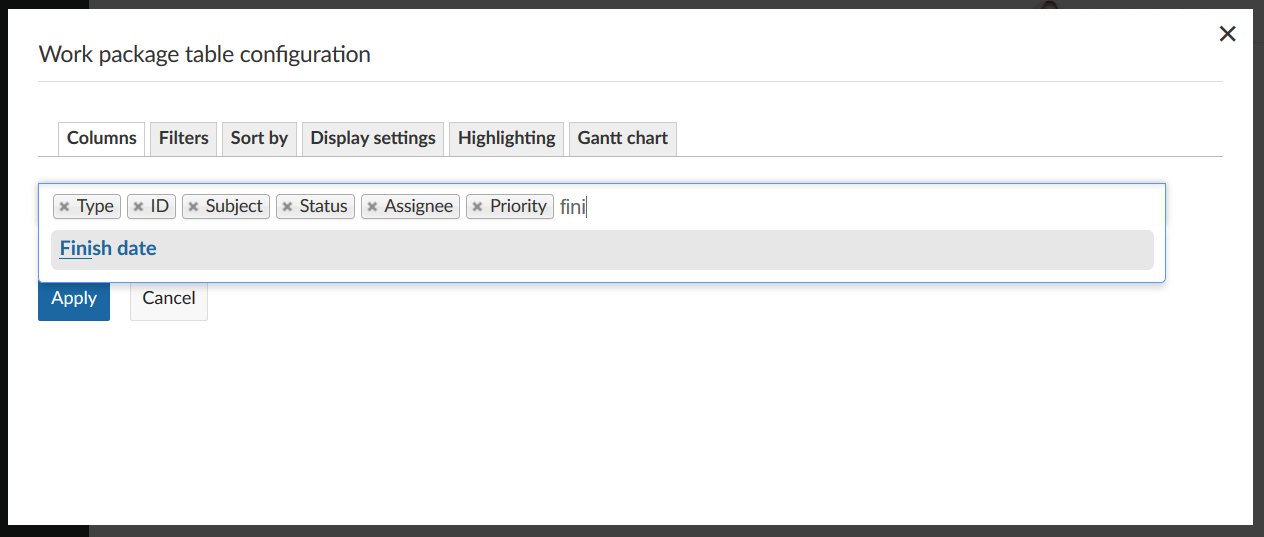 Work package table configuration
Columns Filters Sort by Display settings Highlighting Gantt chart
Type ID Subject Status Assignee Priority fini
Finish date
Apply Cancel